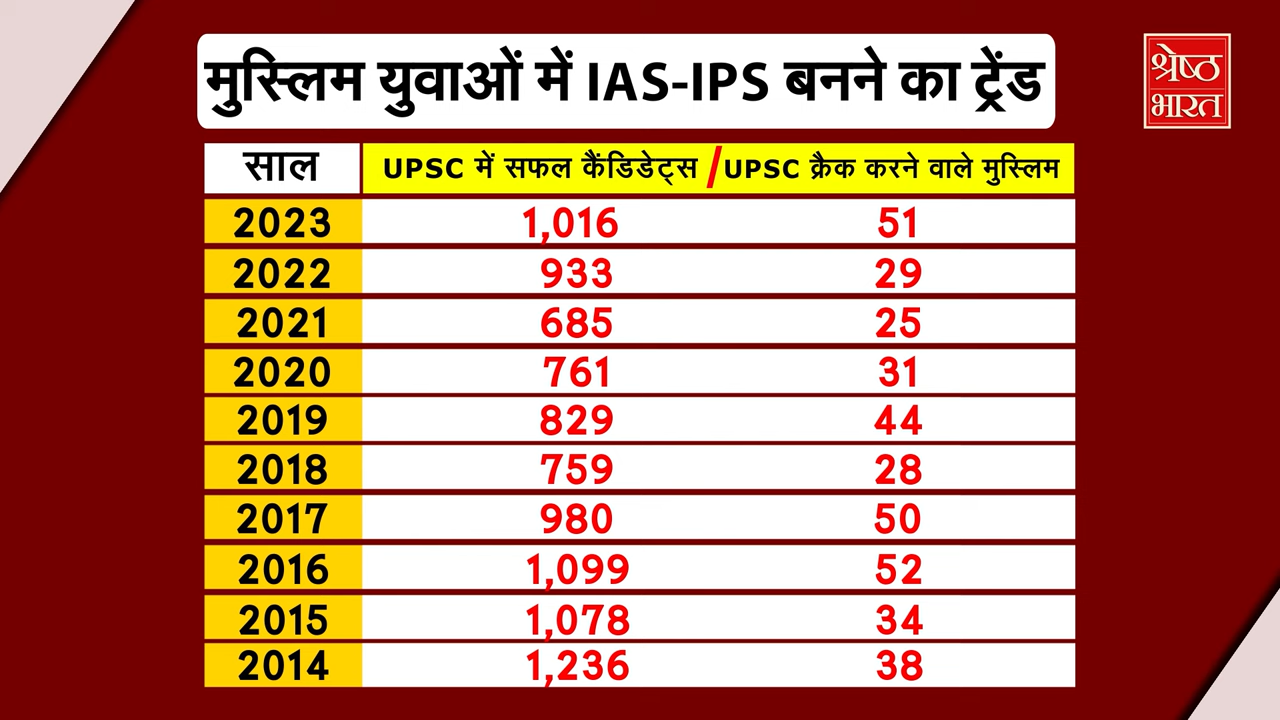 मुस्लिम युवाओं में IAS-IPS बनने का ट्रेंड
श्रेष्ठ
भारत
साल UPSC में सफल कैंडिडेट्स / UPSC क्रैक करने वाले मुस्लिम
2023 1,016 51
2022 933 29
2021 685 25
2020 761 31
2019 829 44
2018 759 28
2017 980 50
2016 1,099 52
2015 1,078 34
2014 1,236 38